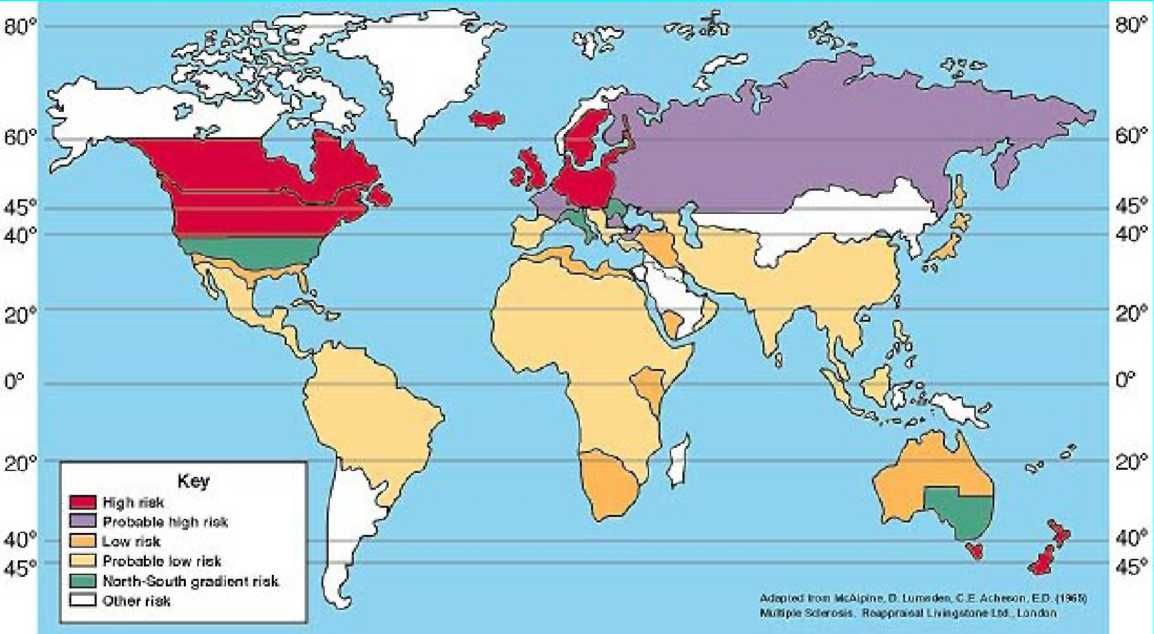 80° 80°
60° 60°
45° 45°
40° 40°
20° 20°
0° 0°
20° 20°
40° 40°
45° 45°
Key
High risk
Probable high risk
Low risk
Probable low risk
North-South gradient risk
Other risk
Adapted from McAlpine, D. Lumsden, C.E. Acheson, E.D. (1965)
Multiple Sclerosis. Reappraisal Livingstone Ltd., London